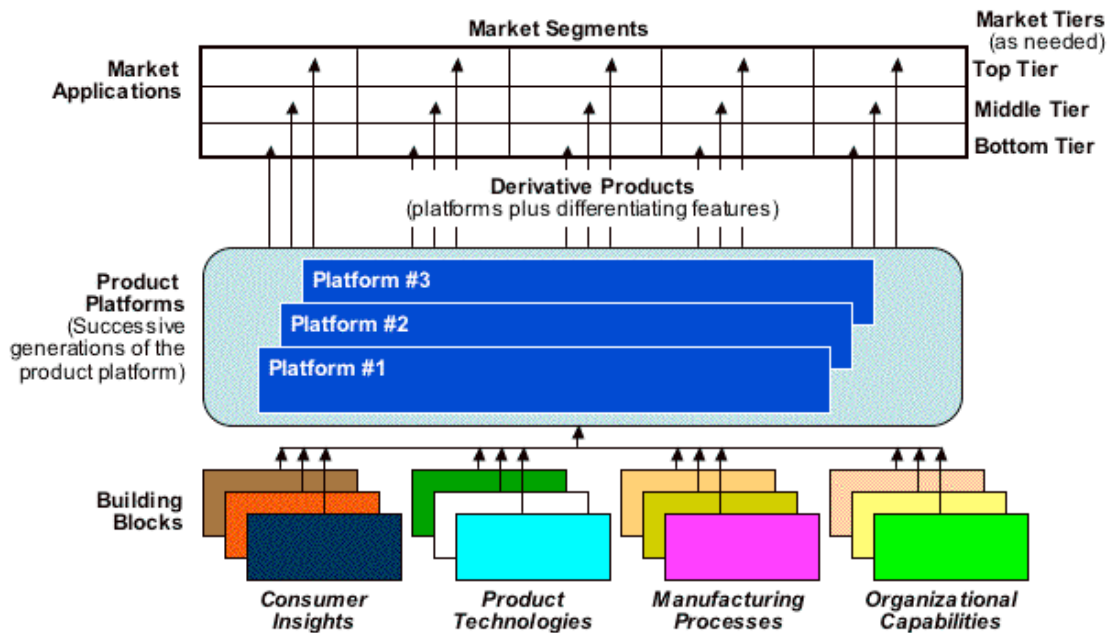 Market Segments
Market Tiers
(as needed)
Market
Applications
Top Tier
Middle Tier
Bottom Tier
Derivative Products
(platforms plus differentiating features)
Product
Platforms
(Successive
generations of the
product platform)
Platform #3
Platform #2
Platform #1
Building
Blocks
Consumer
Insights
Product
Technologies
Manufacturing
Processes
Organizational
Capabilities